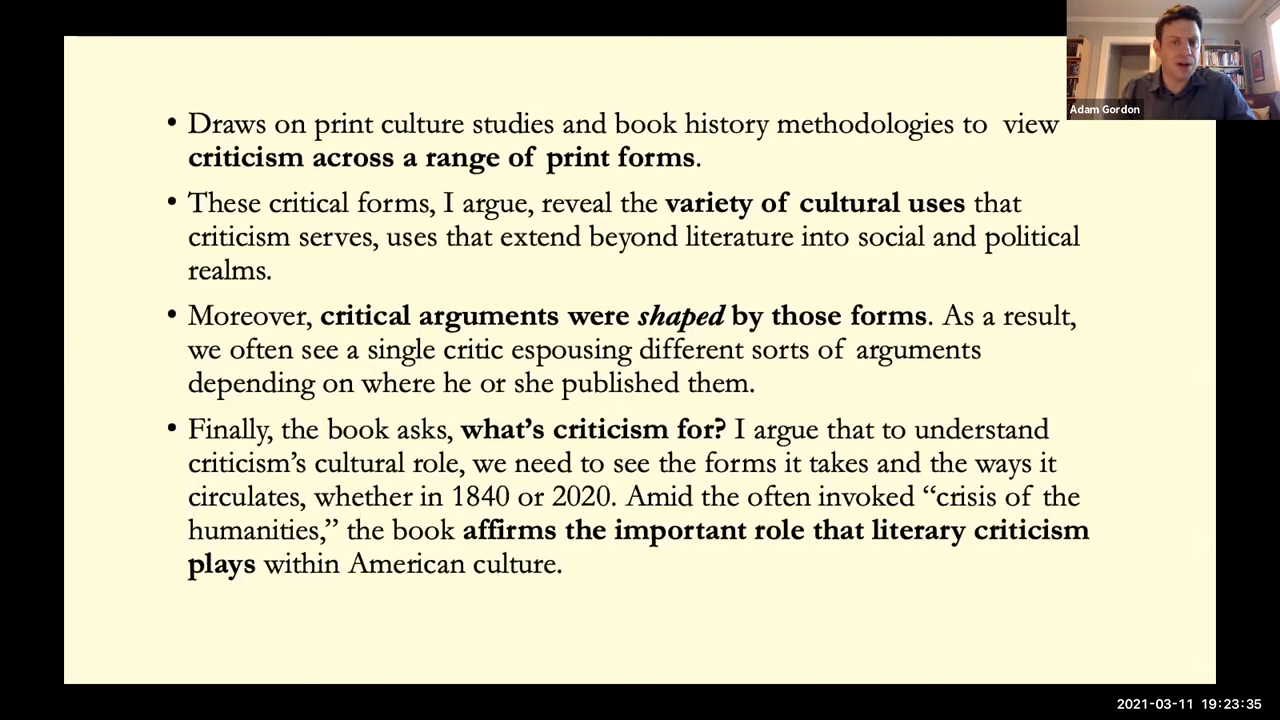 • Draws on print culture studies and book history methodologies to view
criticism across a range of print forms.
• These critical forms, I argue, reveal the variety of cultural uses that
criticism serves, uses that extend beyond literature into social and political
realms.
• Moreover, critical arguments were shaped by those forms. As a result,
we often see a single critic espousing different sorts of arguments
depending on where he or she published them.
• Finally, the book asks, what’s criticism for? I argue that to understand
criticism’s cultural role, we need to see the forms it takes and the ways it
circulates, whether in 1840 or 2020. Amid the often invoked “crisis of the
humanities,” the book affirms the important role that literary criticism
plays within American culture.
Adam Gordon
2021-03-11 19:23:35